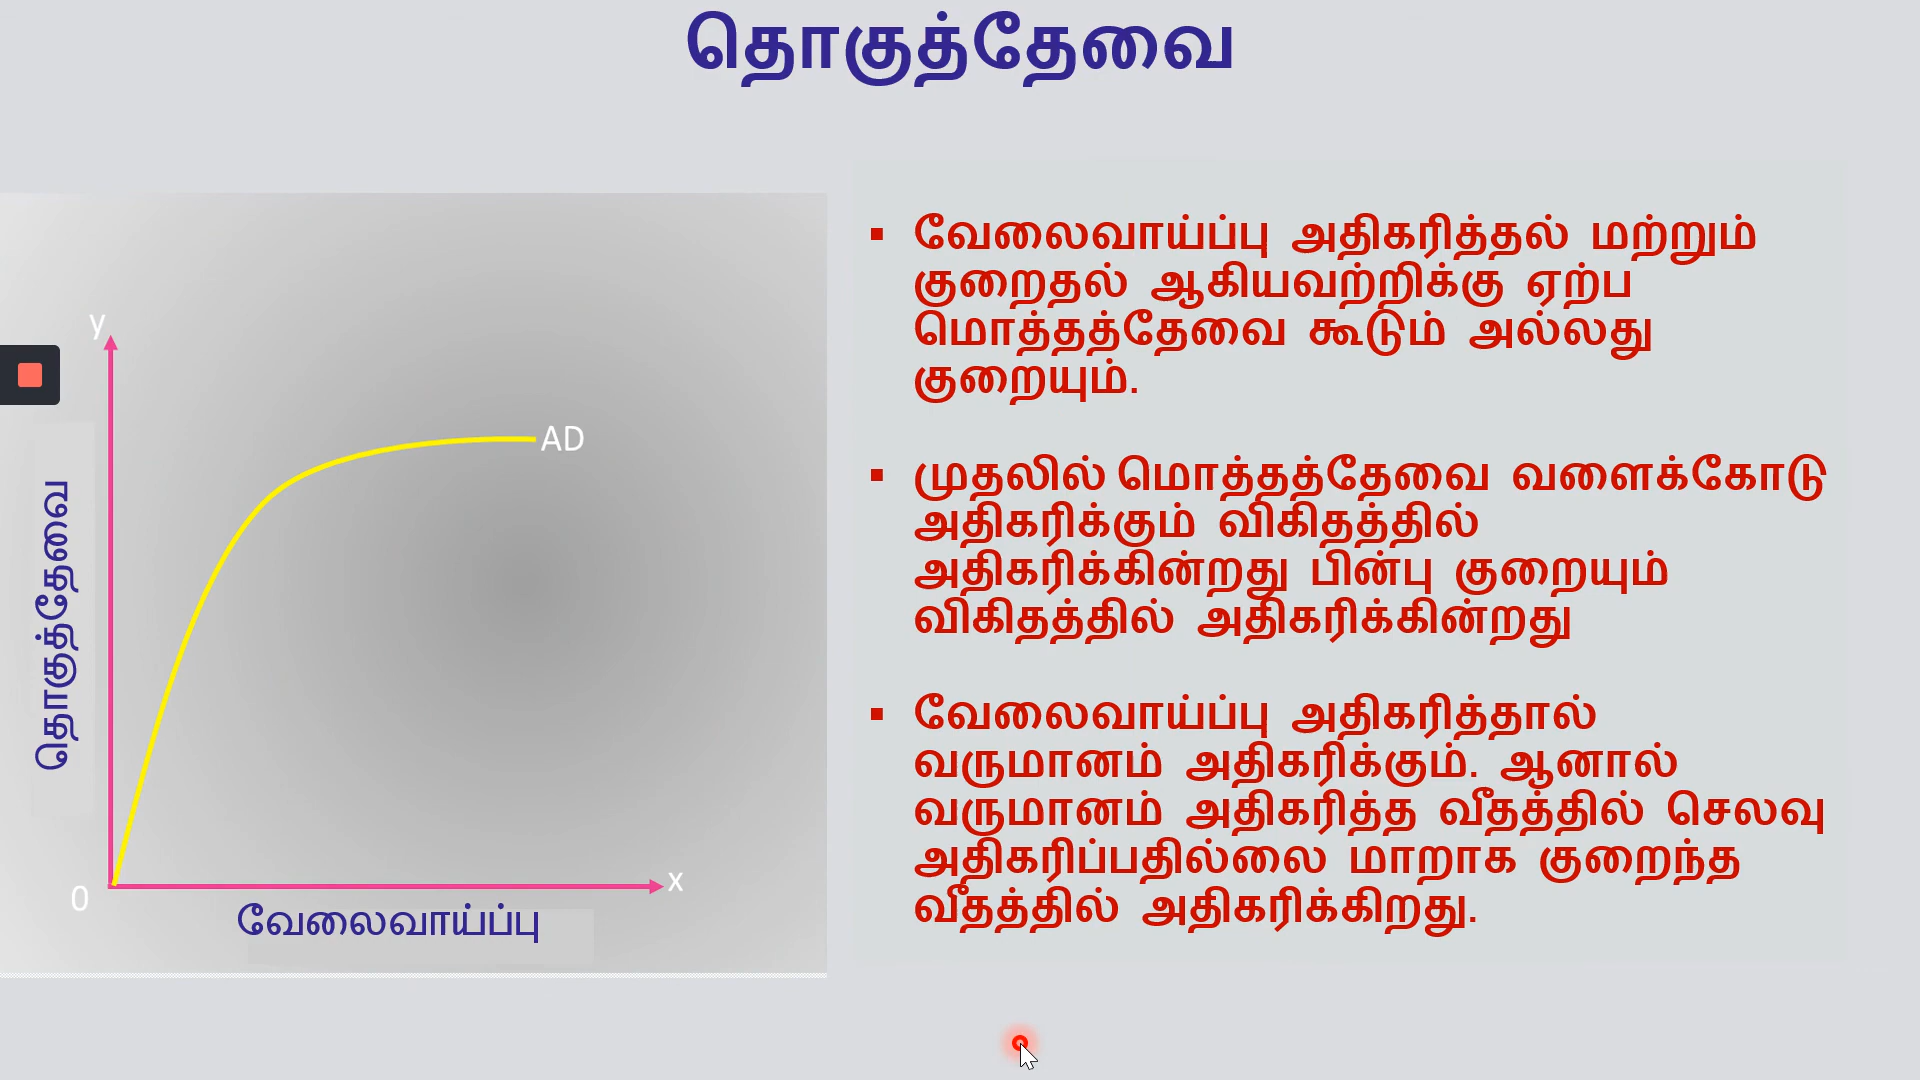 தொகுத்தேவை
வேலைவாய்ப்பு அதிகரித்தல் மற்றும்
குறைதல் ஆகியவற்றிக்கு ஏற்ப
மொத்தத்தேவை கூடும் அல்லது
குறையும்.
முதலில் மொத்தத்தேவை வளைக்கோடு
அதிகரிக்கும் விகிதத்தில்
அதிகரிக்கின்றது பின்பு குறையும்
விகிதத்தில் அதிகரிக்கின்றது
வேலைவாய்ப்பு அதிகரித்தால்
வருமானம் அதிகரிக்கும். ஆனால்
வருமானம் அதிகரித்த வீதத்தில் செலவு
அதிகரிப்பதில்லை மாறாக குறைந்த
வீதத்தில் அதிகரிக்கிறது.
y
AD
தொகுத்தேவை
0
x
வேலைவாய்ப்பு